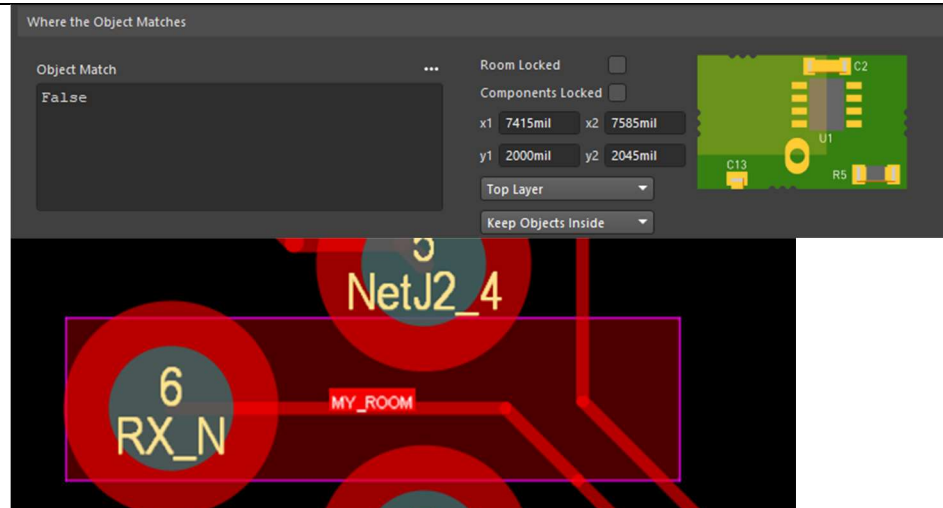 Where the Object Matches
Object Match
...
False
Room Locked
Components Locked
x1 7415mil x2 7585mil
y1 2000mil y2 2045mil
Top Layer
Keep Objects Inside
C2
U1
C13
R5
5
NetJ2_4
6
RX_N
MY_ROOM